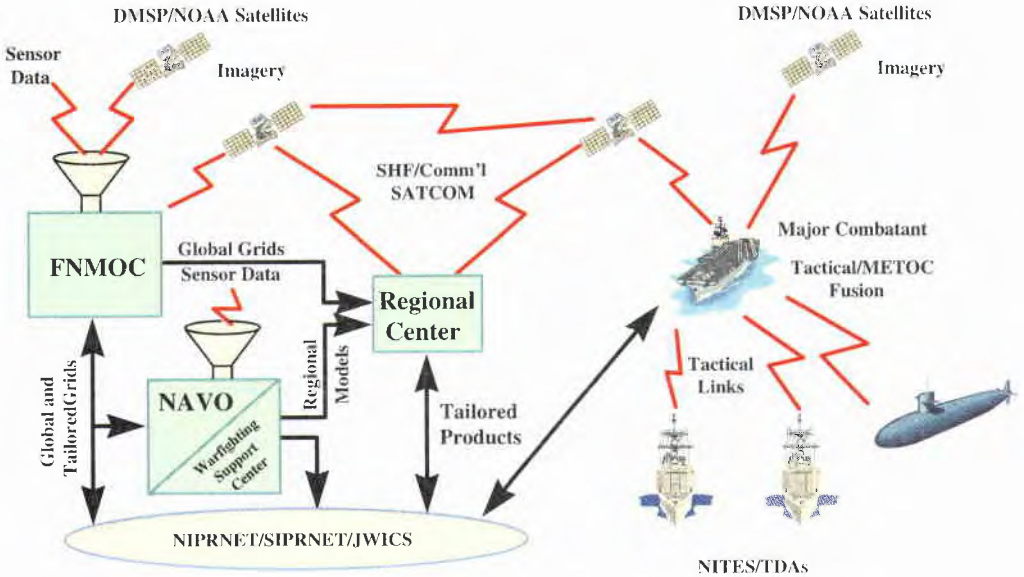 DMSP/NOAA Satellites
DMSP/NOAA Satellites
Sensor
Data
Imagery
Imagery
SHF/Comm'l
SATCOM
Major Combatant
Global Grids
FNMOC
Sensor Data
Tactical/METOC
Fusion
Regional
Center
Regional
Models
Tactical
Links
NAVO
Global and
TailoredGrids
Tailored
Products
Warfighting
Support
Center
NIPRNET/SIPRNET/JWICS
NITES/TDAs